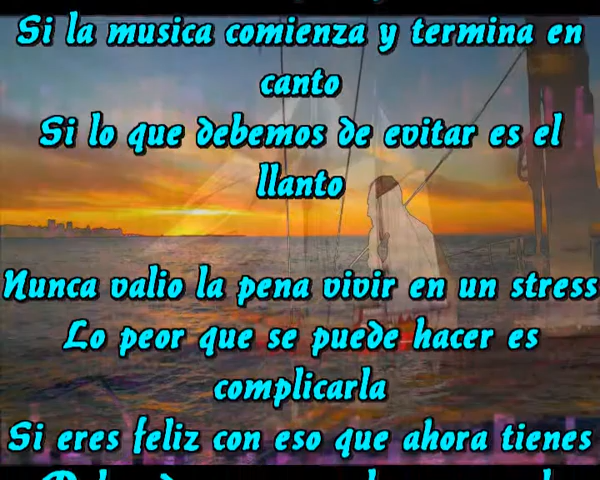 Si la musica comienza y termina en
canto
Si lo que debemos de evitar es el
llanto
Nunca valio la pena vivir en un stress
Lo peor que se puede hacer es
complicarla
Si eres feliz con eso que ahora tienes